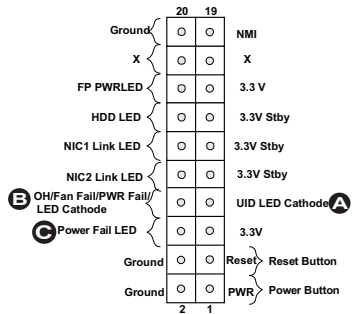 20 19
Ground NMI
X X
FP PWRLED 3.3 V
HDD LED 3.3V Stby
NIC1 Link LED 3.3V Stby
NIC2 Link LED 3.3V Stby
B OH/Fan Fail/PWR Fail/
LED Cathode UID LED Cathode A
C Power Fail LED 3.3V
Ground Reset Reset Button
Ground PWR Power Button
2 1